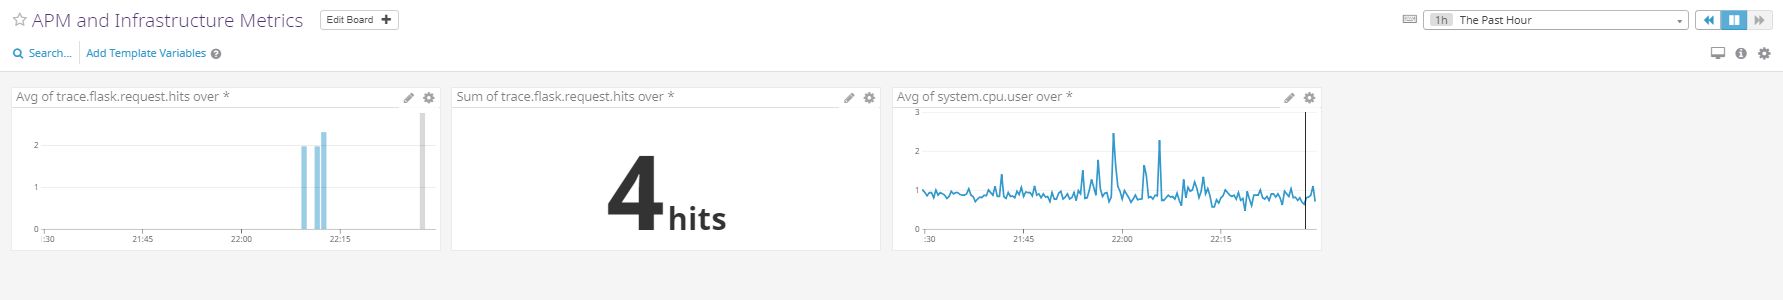 APM and Infrastructure Metrics Edit Board +
1h The Past Hour
Search... Add Template Variables ?
Avg of trace.flask.request.hits over *
2
1
0
:30 21:45 22:00 22:15
Sum of trace.flask.request.hits over *
4 hits
Avg of system.cpu.user over *
3
2
1
0
:30 21:45 22:00 22:15